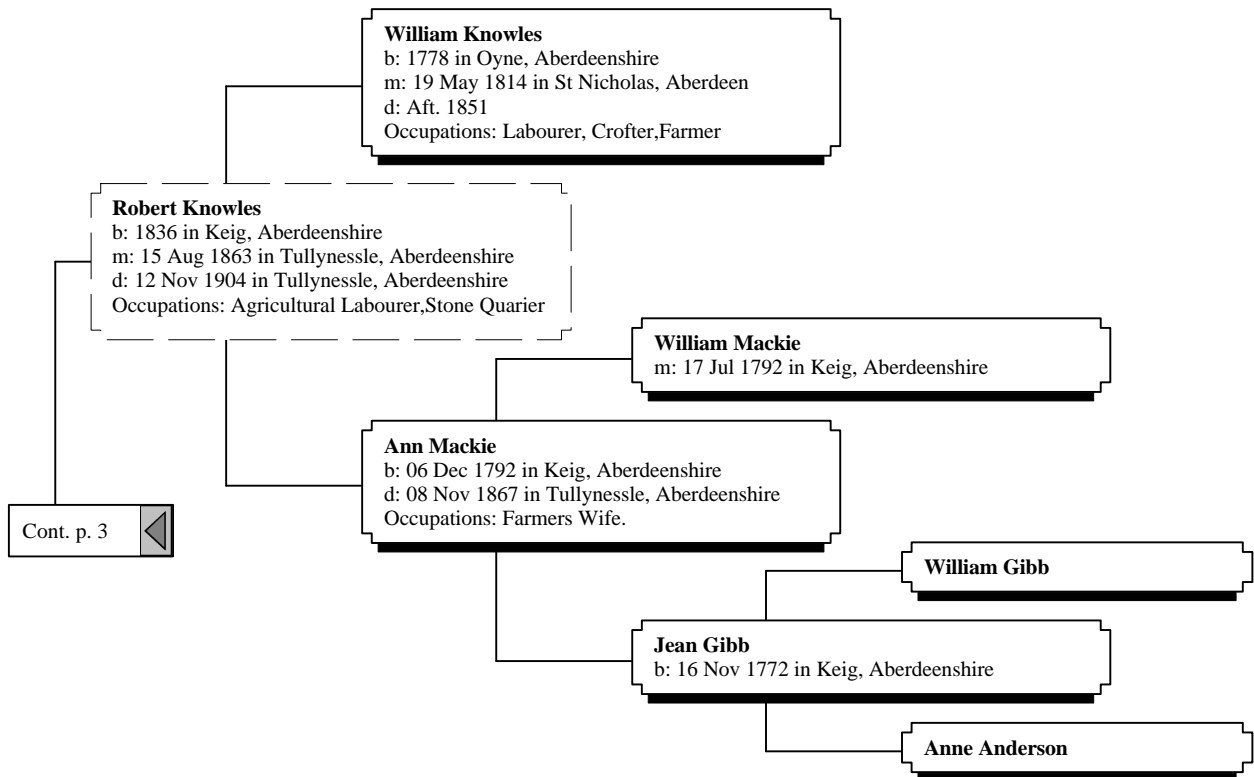 William Knowles
b: 1778 in Oyne, Aberdeenshire
m: 19 May 1814 in St Nicholas, Aberdeen
d: Aft. 1851
Occupations: Labourer, Crofter,Farmer
Robert Knowles
b: 1836 in Keig, Aberdeenshire
m: 15 Aug 1863 in Tullynessle, Aberdeenshire
d: 12 Nov 1904 in Tullynessle, Aberdeenshire
Occupations: Agricultural Labourer,Stone Quarier
William Mackie
m: 17 Jul 1792 in Keig, Aberdeenshire
Ann Mackie
b: 06 Dec 1792 in Keig, Aberdeenshire
d: 08 Nov 1867 in Tullynessle, Aberdeenshire
Occupations: Farmers Wife.
Cont. p. 3
William Gibb
Jean Gibb
b: 16 Nov 1772 in Keig, Aberdeenshire
Anne Anderson